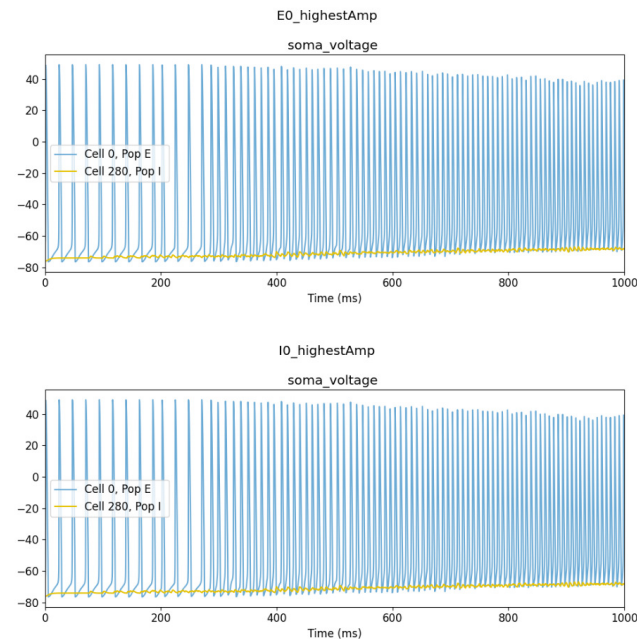 E0_highestAmp
soma_voltage
40
20
0
−20
−40
−60
−80
Cell 0, Pop E
Cell 280, Pop I
0 200 400 600 800 1000
Time (ms)
I0_highestAmp
soma_voltage
40
20
0
−20
−40
−60
−80
Cell 0, Pop E
Cell 280, Pop I
0 200 400 600 800 1000
Time (ms)